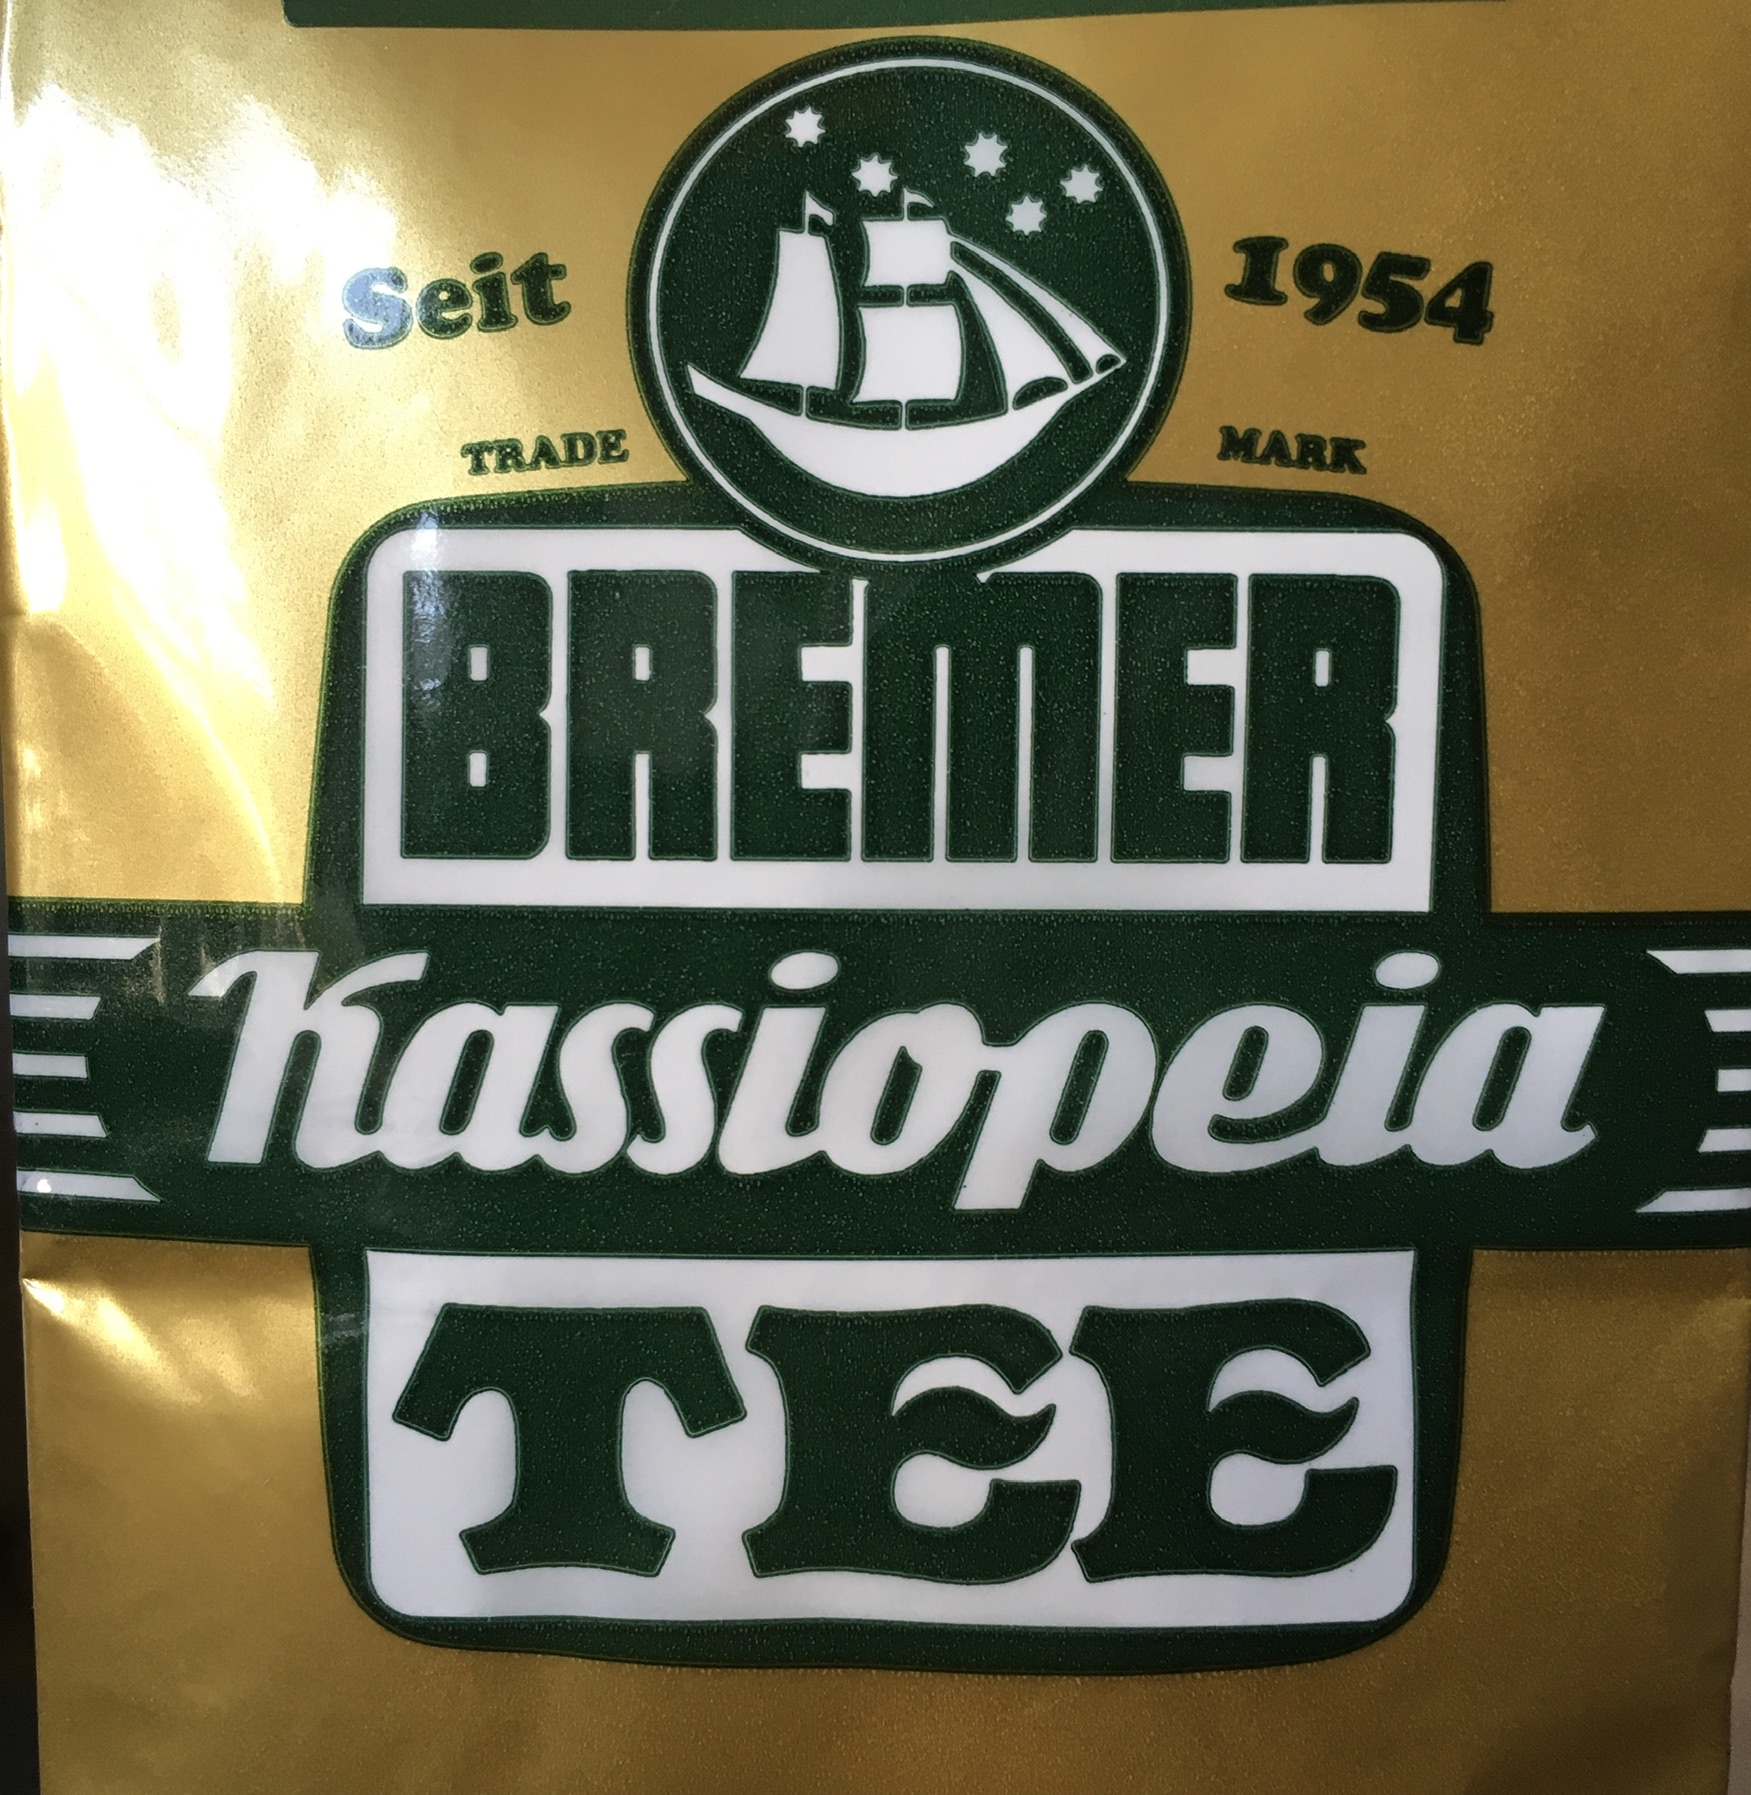 Seit 1954
TRADE MARK
BREMER
Kassiopeia
TEE